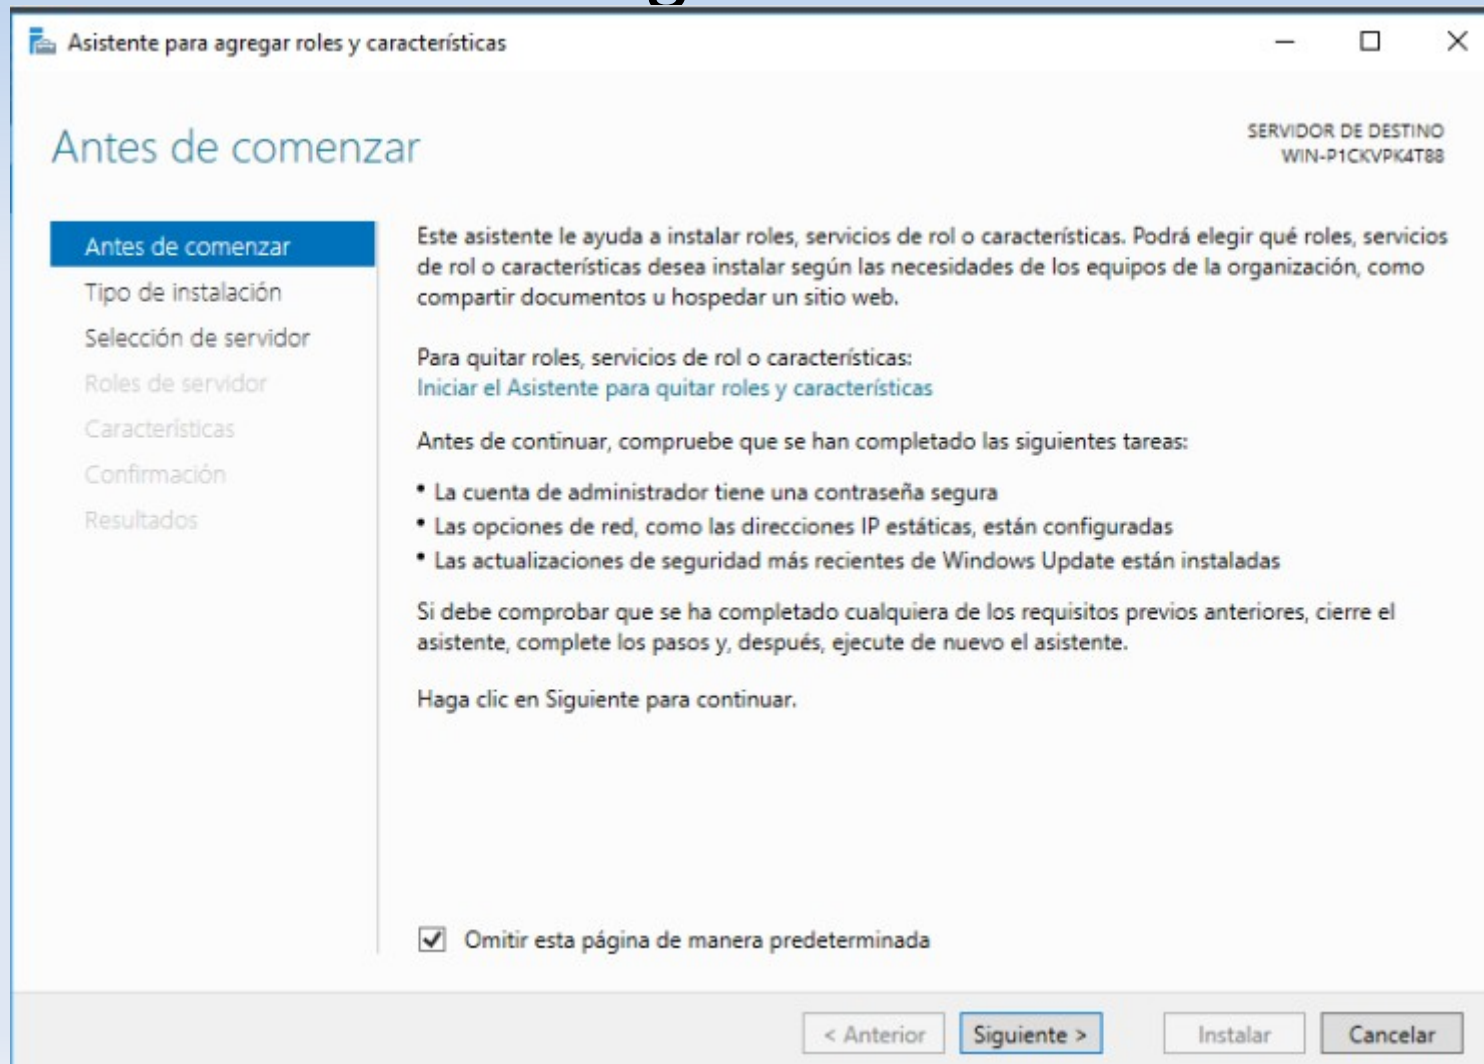 Asistente para agregar roles y características
Antes de comenzar
SERVIDOR DE DESTINO
WIN-P1CKVPK4T88
Antes de comenzar
Tipo de instalación
Selección de servidor
Roles de servidor
Características
Confirmación
Resultados
Este asistente le ayuda a instalar roles, servicios de rol o características. Podrá elegir qué roles, servicios
de rol o características desea instalar según las necesidades de los equipos de la organización, como
compartir documentos u hospedar un sitio web.
Para quitar roles, servicios de rol o características:
Iniciar el Asistente para quitar roles y características
Antes de continuar, compruebe que se han completado las siguientes tareas:
• La cuenta de administrador tiene una contraseña segura
• Las opciones de red, como las direcciones IP estáticas, están configuradas
• Las actualizaciones de seguridad más recientes de Windows Update están instaladas
Si debe comprobar que se ha completado cualquiera de los requisitos previos anteriores, cierre el
asistente, complete los pasos y, después, ejecute de nuevo el asistente.
Haga clic en Siguiente para continuar.
Omitir esta página de manera predeterminada
< Anterior
Siguiente >
Instalar
Cancelar